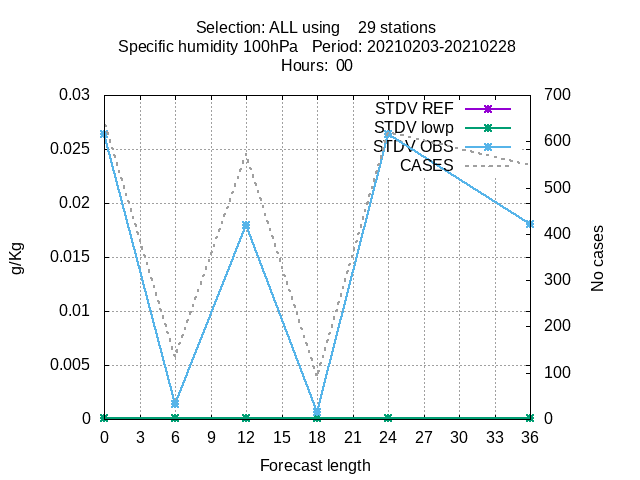 Selection: ALL using    29 stations
Specific humidity 100hPa   Period: 20210203-20210228
Hours:  00
0.03
0.025
0.02
0.015
0.01
0.005
0
g/Kg
STDV REF
STDV lowp
STDV OBS
CASES
700
600
500
400
300
200
100
0
No cases
0 3 6 9 12 15 18 21 24 27 30 33 36
Forecast length